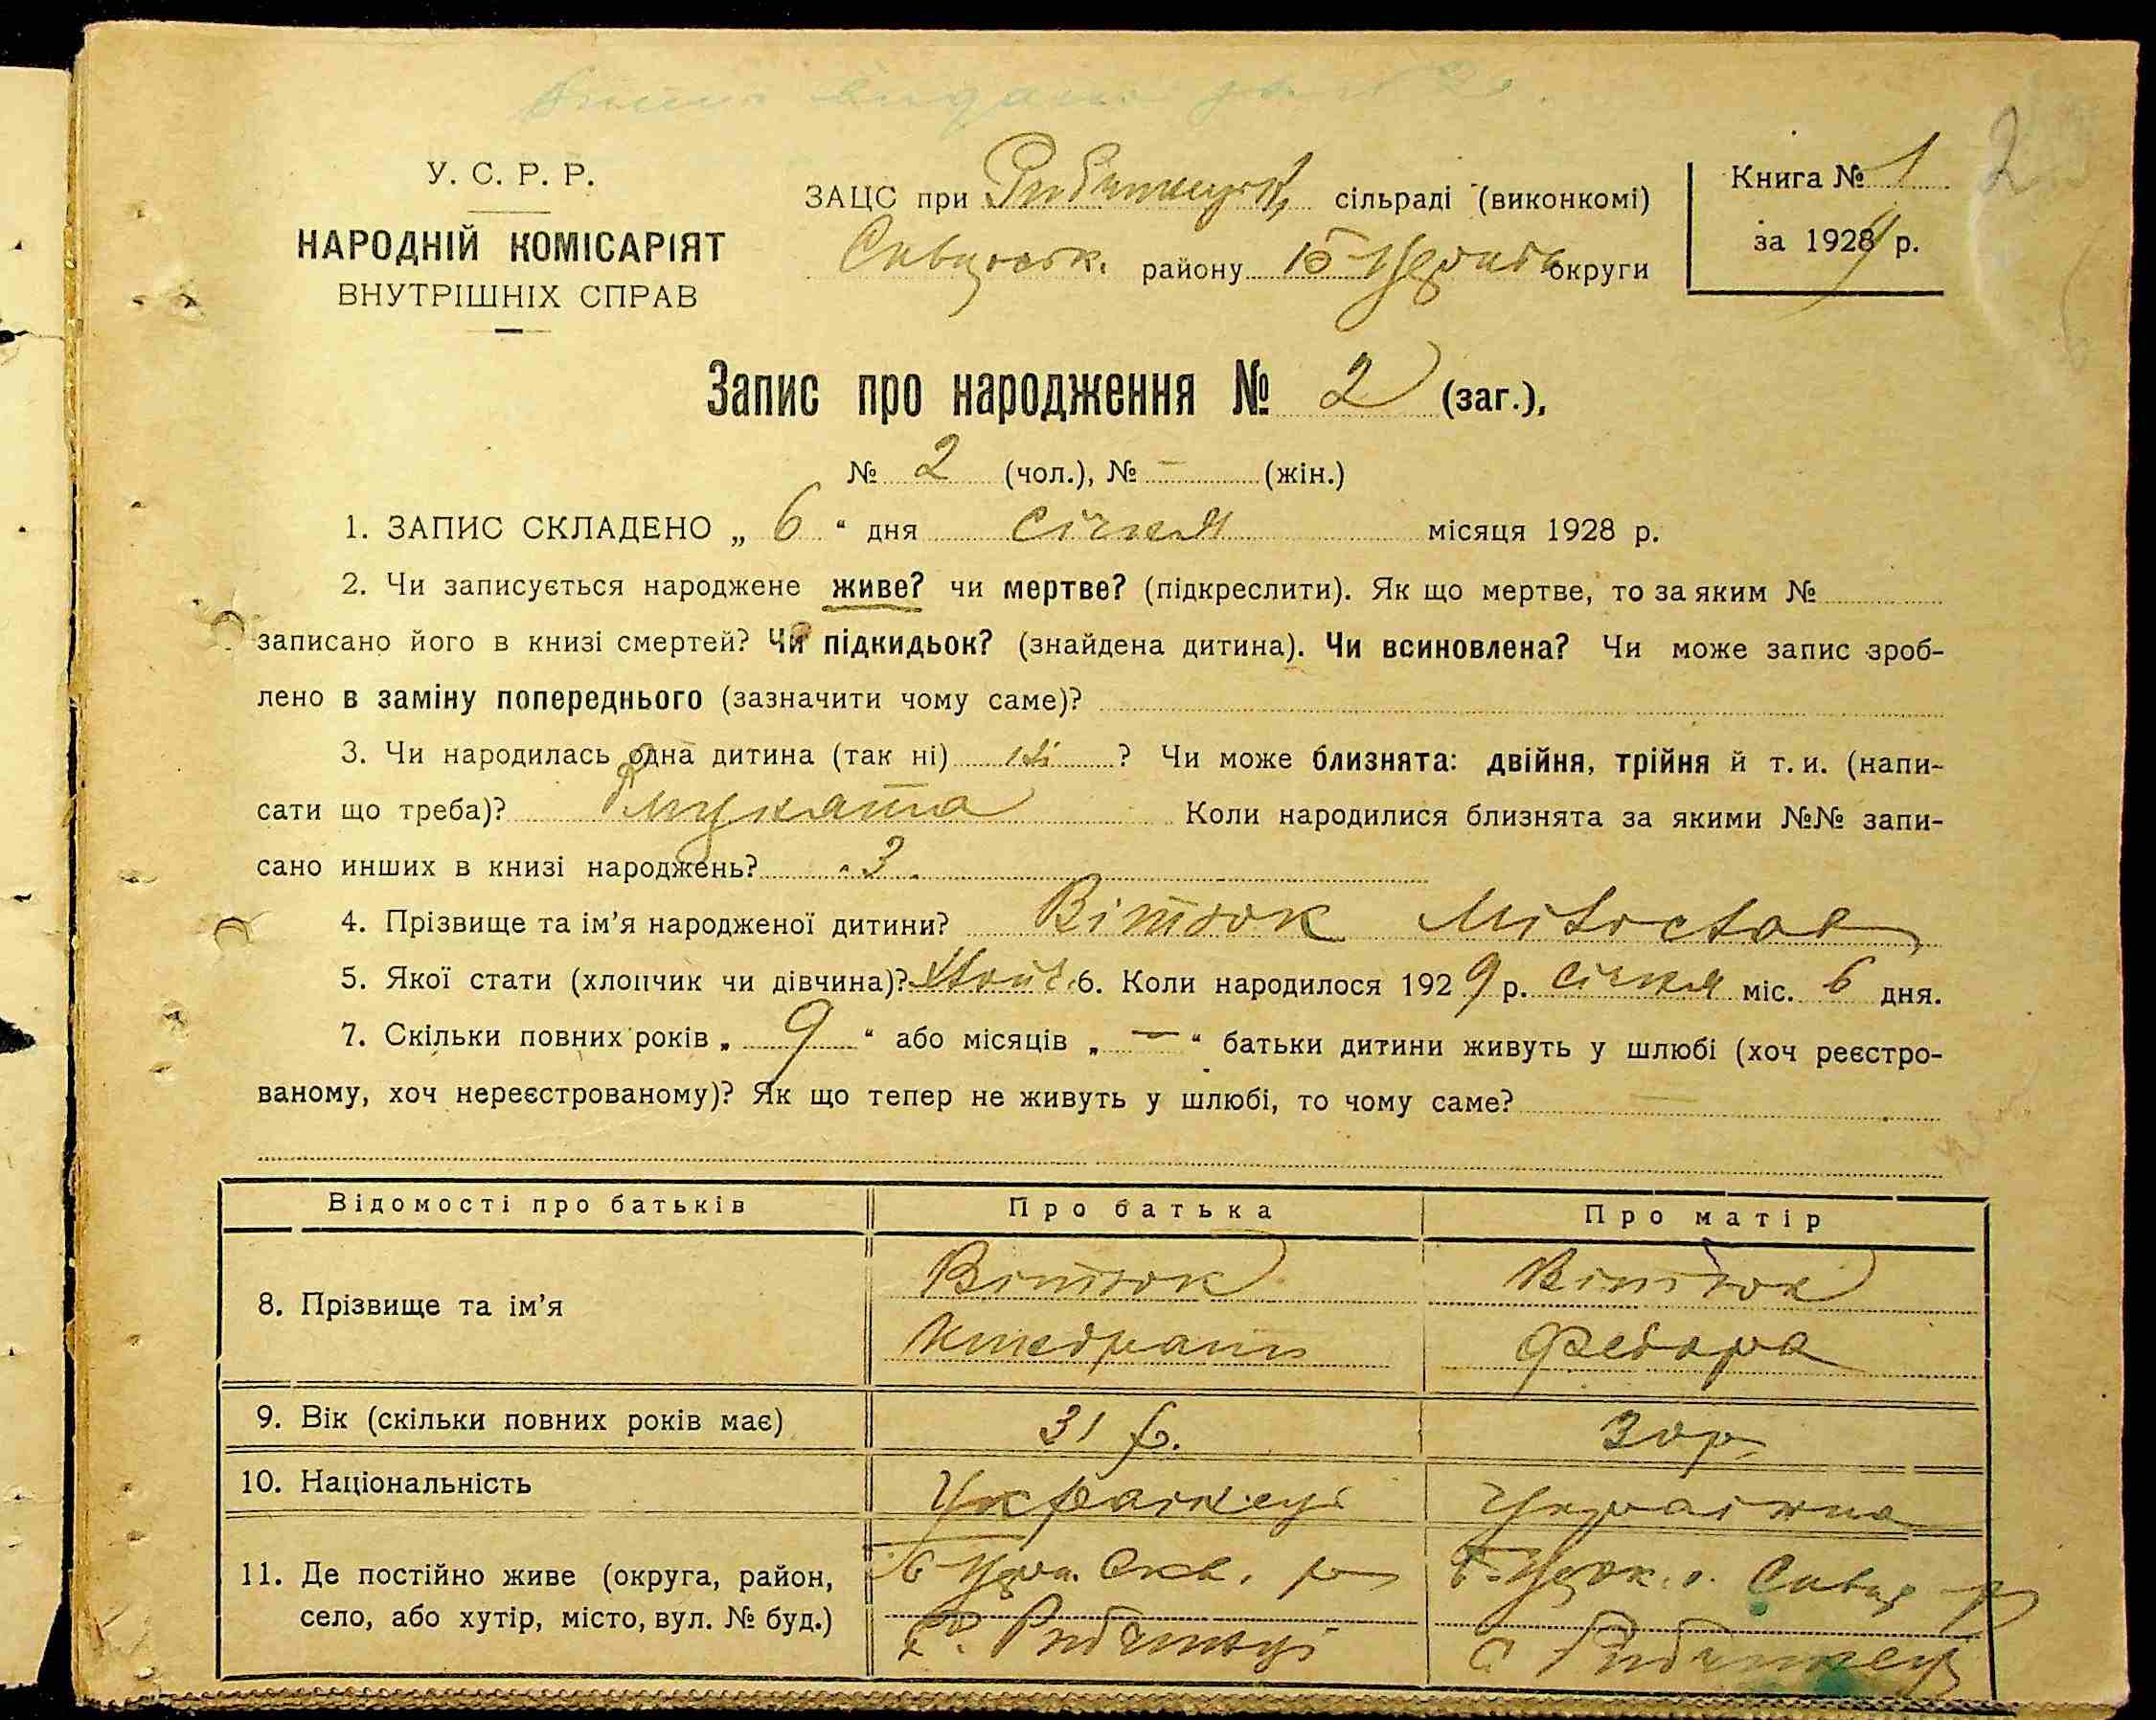 У. С. Р. Р.
НАРОДНІЙ КОМІСАРІЯТ
ВНУТРІШНІХ СПРАВ
ЗАЦС при сільраді (виконкомі)
району Б Церків округи
Книга № 1
за 1929 р.
2
Запис про народження № 2 (заг.),
№ 2 (чол.), № – (жін.)
1. ЗАПИС СКЛАДЕНО „ 6 “ дня січня місяця 1928 р.
2. Чи записується народжене живе? чи мертве? (підкреслити). Як що мертве, то за яким №
записано його в книзі смертей? Чи підкидьок? (знайдена дитина). Чи всиновлена? Чи може запис зроб-
лено в заміну попереднього (зазначити чому саме)?
3. Чи народилась одна дитина (так ні) ні ? Чи може близнята: двійня, трійня й т. и. (напи-
сати що треба)? Коли народилися близнята за якими №№ запи-
сано инших в книзі народжень? 3.
4. Прізвище та ім’я народженої дитини? Вітюк
5. Якої стати (хлопчик чи дівчина)? 6. Коли народилося 1929 р. січня міс. 6 дня.
7. Скільки повних років „ 9 “ або місяців „ — “ батьки дитини живуть у шлюбі (хоч реєстро-
ваному, хоч нереєстрованому)? Як що тепер не живуть у шлюбі, то чому саме? —
Відомості про батьків Про батька Про матір
8. Прізвище та ім’я Вітюк Вітюк
Федора
9. Вік (скільки повних років має) 31 р. 30 р.
10. Національність Українець Українка
11. Де постійно живе (округа, район,
село, або хутір, місто, вул. № буд.)